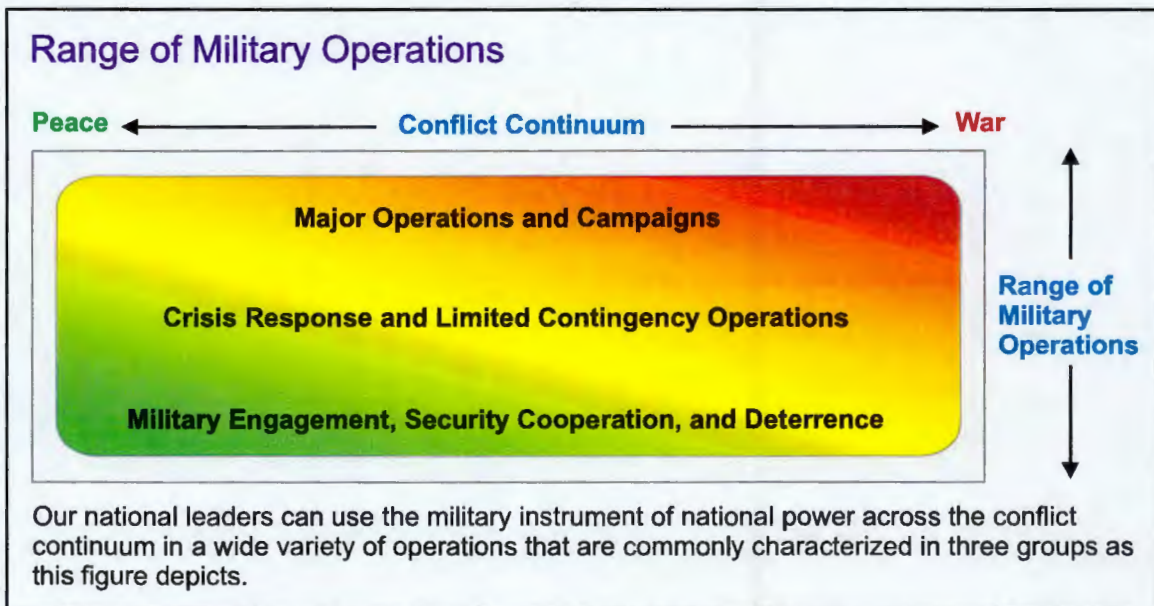 Range of Military Operations
Peace Conflict Continuum War
Major Operations and Campaigns
Crisis Response and Limited Contingency Operations
Military Engagement, Security Cooperation, and Deterrence
Range of
Military
Operations
Our national leaders can use the military instrument of national power across the conflict
continuum in a wide variety of operations that are commonly characterized in three groups as
this figure depicts.